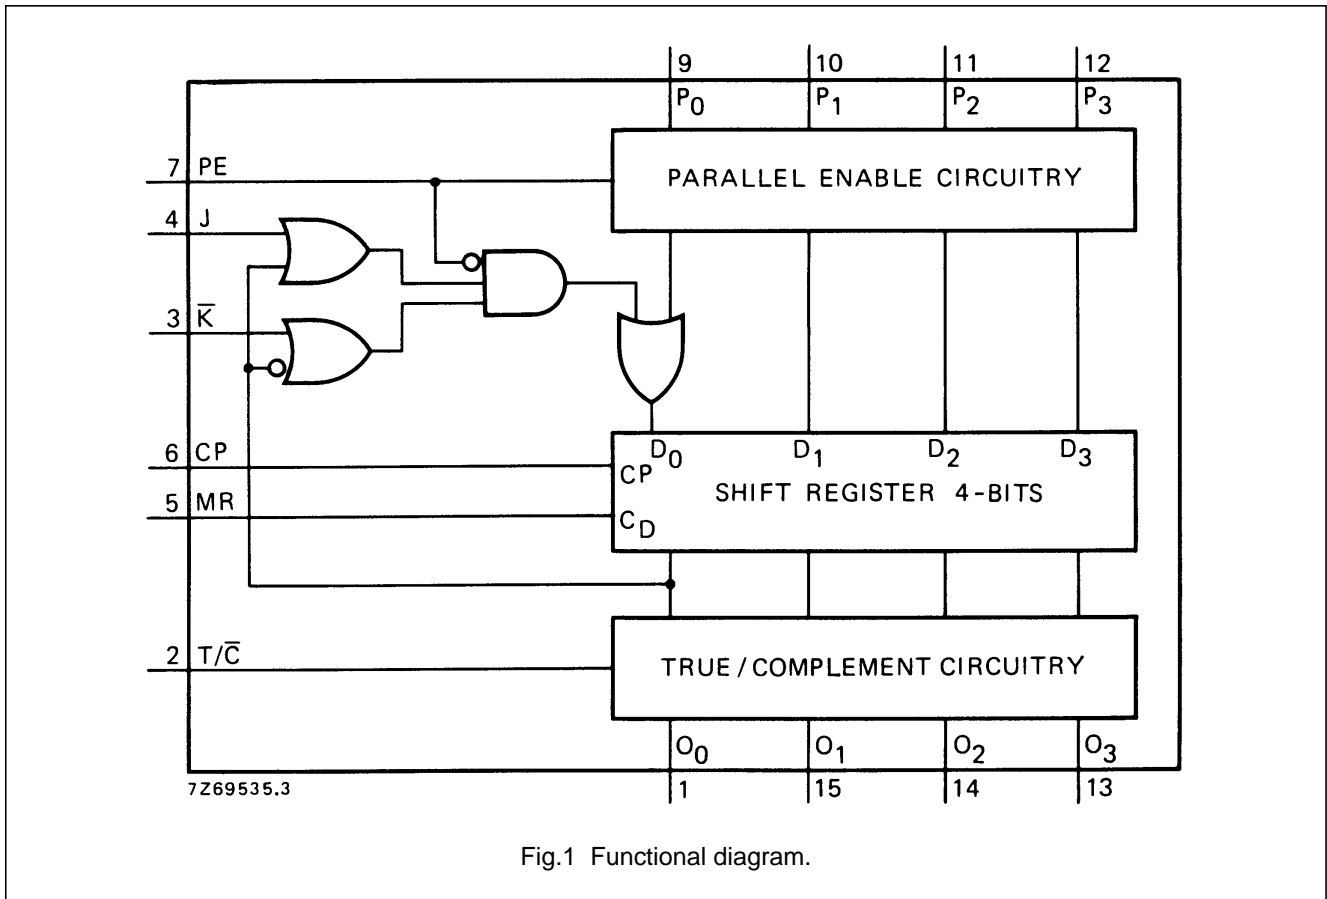 9 10 11 12
P0 P1 P2 P3
7 PE
PARALLEL ENABLE CIRCUITRY
4 J
3 K̅
6 CP
D0 D1 D2 D3
CP
SHIFT REGISTER 4-BITS
5 MR
CD
2 T/C̅
TRUE/COMPLEMENT CIRCUITRY
O0 O1 O2 O3
7Z69535.3
1 15 14 13
Fig.1 Functional diagram.